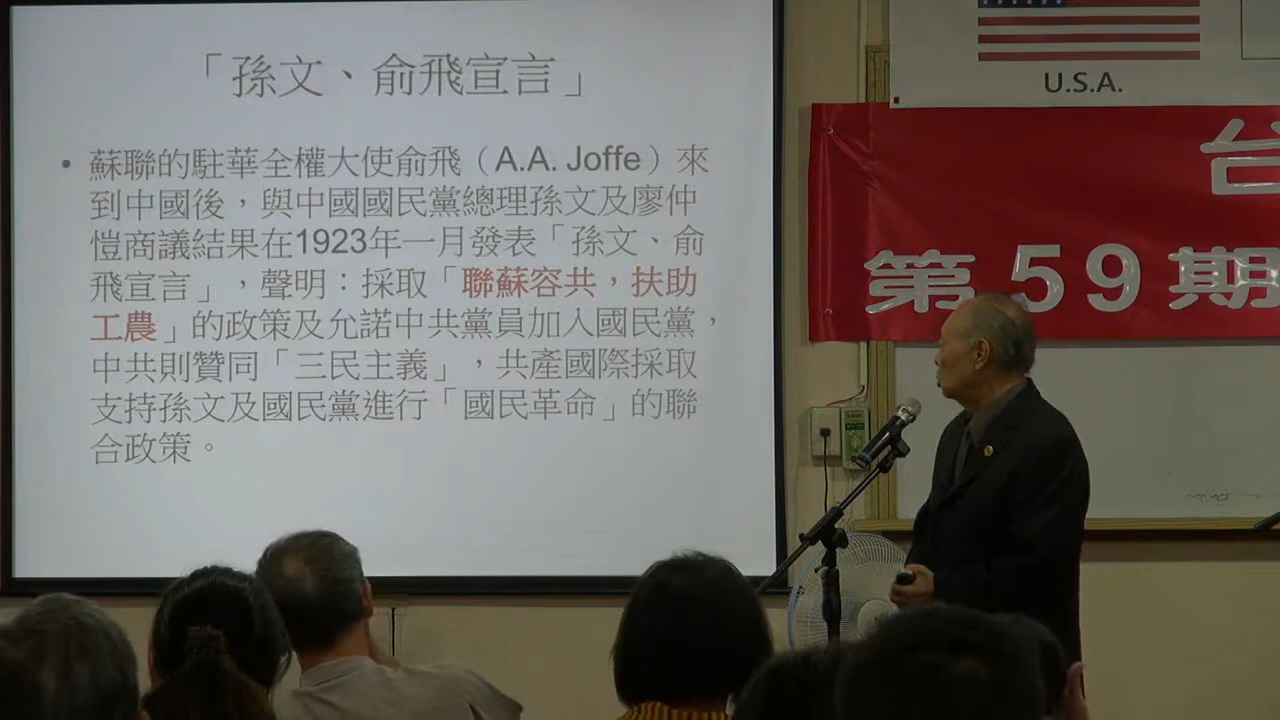 「孫文、俞飛宣言」
• 蘇聯的駐華全權大使俞飛（A.A. Joffe）來
到中國後，與中國國民黨總理孫文及廖仲
愷商議結果在1923年一月發表「孫文、俞
飛宣言」，聲明：採取「聯蘇容共，扶助
工農」的政策及允諾中共黨員加入國民黨，
中共則贊同「三民主義」，共產國際採取
支持孫文及國民黨進行「國民革命」的聯
合政策。
U.S.A.
台
第59期